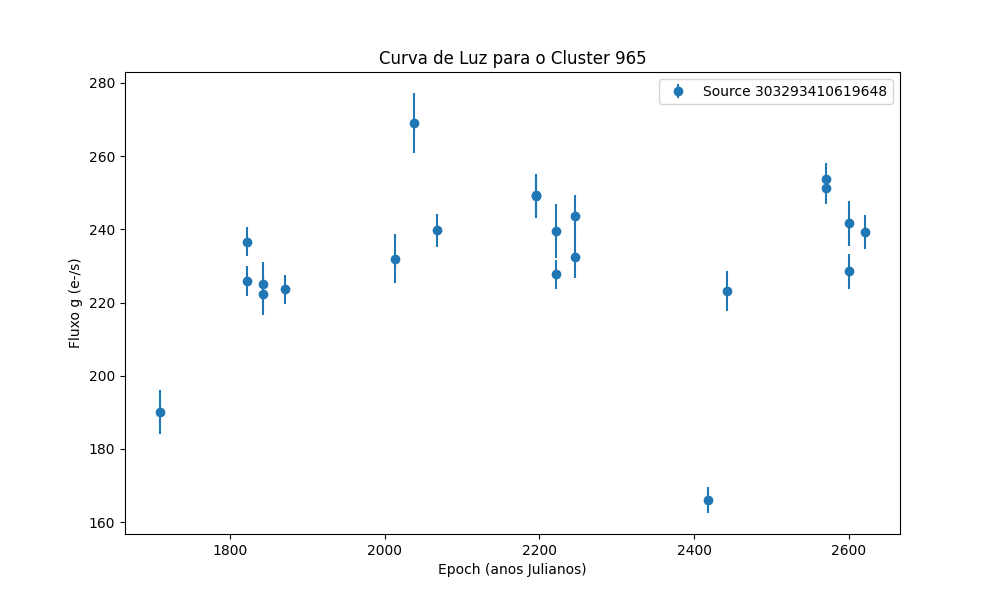 Curva de Luz para o Cluster 965
Source 303293410619648
Fluxo g (e-/s)
280
260
240
220
200
180
160
1800 2000 2200 2400 2600
Epoch (anos Julianos)